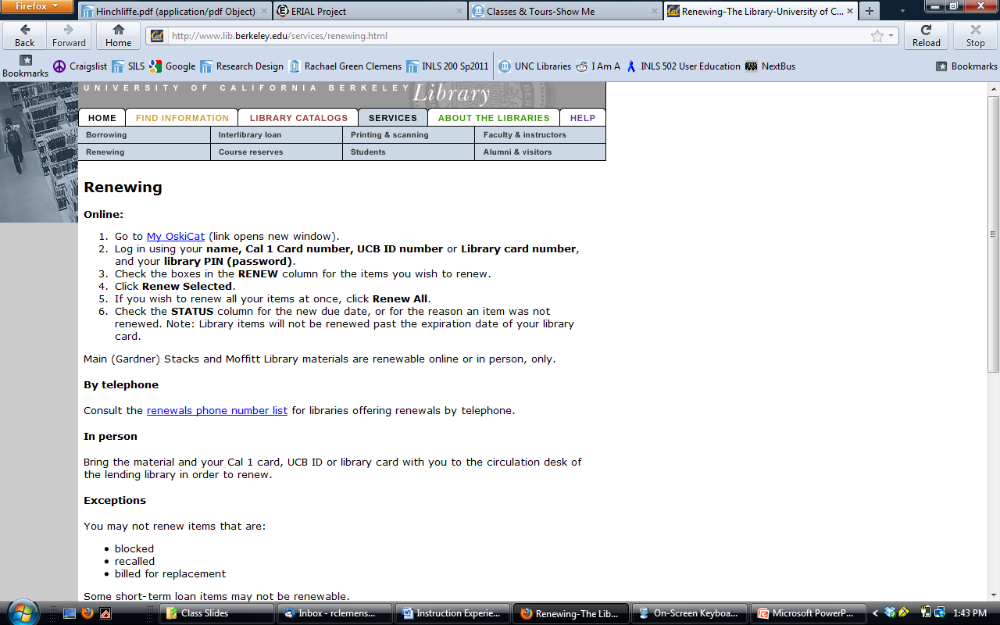 Firefox
Hinchliffe.pdf (application/pdf Object)
ERIAL Project
Classes & Tours-Show Me
Renewing-The Library-University of C...
Back
Forward
Home
http://www.lib.berkeley.edu/services/renewing.html
Reload
Stop
Bookmarks
Craigslist
SILS
Google
Research Design
Rachael Green Clemens
INLS 200 Sp2011
UNC Libraries
I Am A
INLS 502 User Education
NextBus
Bookmarks
UNIVERSITY OF CALIFORNIA BERKELEY Library
HOME
FIND INFORMATION
LIBRARY CATALOGS
SERVICES
ABOUT THE LIBRARIES
HELP
Borrowing
Interlibrary loan
Printing & scanning
Faculty & instructors
Renewing
Course reserves
Students
Alumni & visitors
Renewing
Online:
1. Go to My OskiCat (link opens new window).
2. Log in using your name, Cal 1 Card number, UCB ID number or Library card number,
and your library PIN (password).
3. Check the boxes in the RENEW column for the items you wish to renew.
4. Click Renew Selected.
5. If you wish to renew all your items at once, click Renew All.
6. Check the STATUS column for the new due date, or for the reason an item was not
renewed. Note: Library items will not be renewed past the expiration date of your library
card.
Main (Gardner) Stacks and Moffitt Library materials are renewable online or in person, only.
By telephone
Consult the renewals phone number list for libraries offering renewals by telephone.
In person
Bring the material and your Cal 1 card, UCB ID or library card with you to the circulation desk of
the lending library in order to renew.
Exceptions
You may not renew items that are:
• blocked
• recalled
• billed for replacement
Some short-term loan items may not be renewable.
Class Slides
Inbox - rclemens...
Instruction Experie...
Renewing-The Lib...
On-Screen Keyboa...
Microsoft PowerP...
1:43 PM